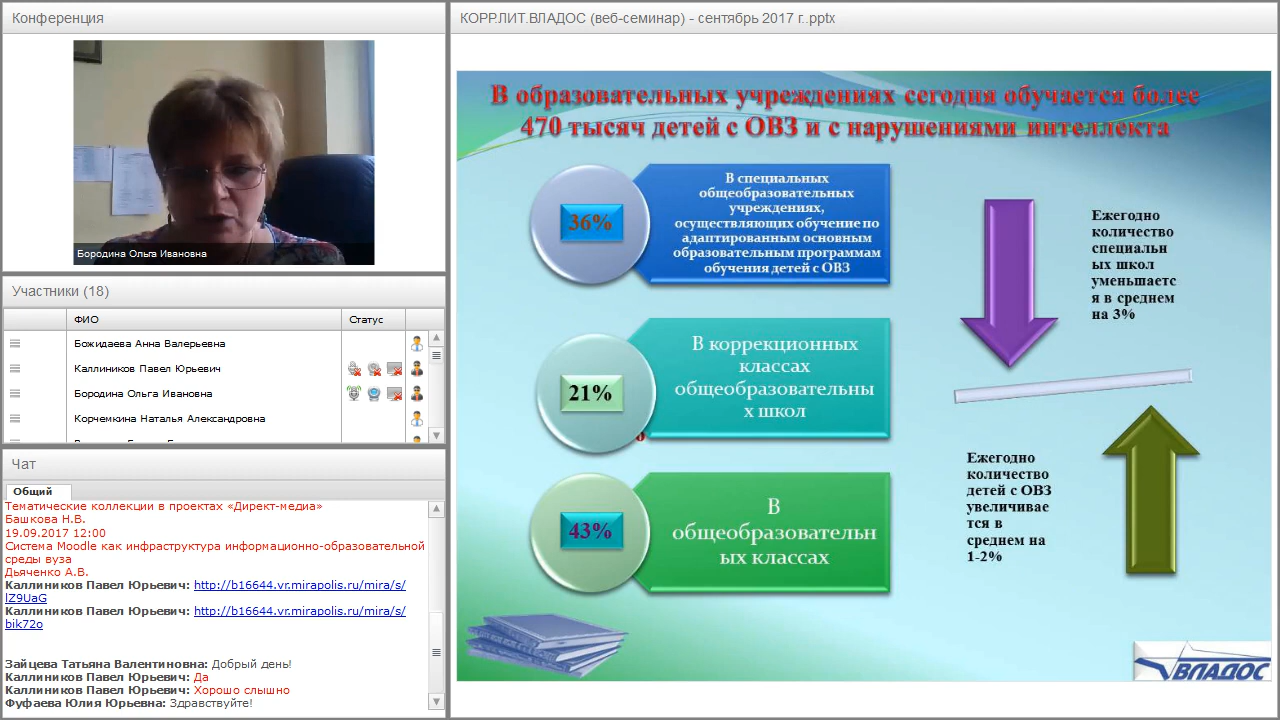 Конференция
Бородина Ольга Ивановна
Участники (18)
ФИО
Статус
Божидаева Анна Валерьевна
Каллиников Павел Юрьевич
Бородина Ольга Ивановна
Корчемкина Наталья Александровна
Чат
Общий
Тематические коллекции в проектах «Директ-медиа»
Башкова Н.В.
19.09.2017 12:00
Система Moodle как инфраструктура информационно-образовательной
среды вуза
Дьяченко А.В.
Каллиников Павел Юрьевич: http://b16644.vr.mirapolis.ru/mira/s/
lZ9UaG
Каллиников Павел Юрьевич: http://b16644.vr.mirapolis.ru/mira/s/
bik72o
Зайцева Татьяна Валентиновна: Добрый день!
Каллиников Павел Юрьевич: Да
Каллиников Павел Юрьевич: Хорошо слышно
Фуфаева Юлия Юрьевна: Здравствуйте!
КОРР.ЛИТ.ВЛАДОС (веб-семинар) - сентябрь 2017 г..pptx
В образовательных учреждениях сегодня обучается более
470 тысяч детей с ОВЗ и с нарушениями интеллекта
36%
В специальных
общеобразовательных
учреждениях,
осуществляющих обучение по
адаптированным основным
образовательным программам
обучения детей с ОВЗ
21%
В коррекционных
классах
общеобразовательны
х школ
43%
В
общеобразовательн
ых классах
Ежегодно
количество
специальн
ых школ
уменьшаетс
я в среднем
на 3%
Ежегодно
количество
детей с ОВЗ
увеличивае
тся в
среднем на
1-2%
ВЛАДОС